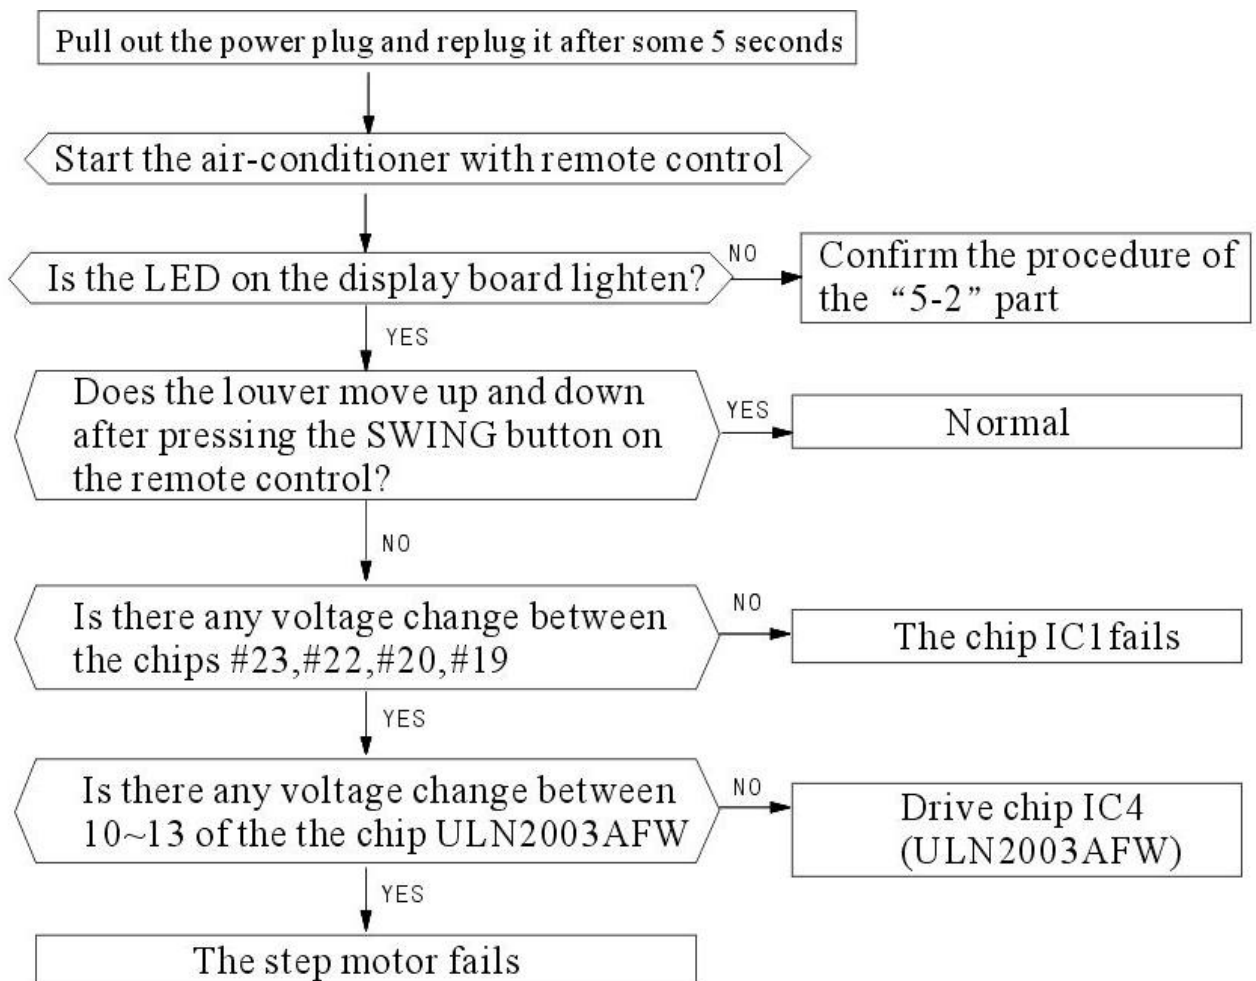 Pull out the power plug and replug it after some 5 seconds
Start the air-conditioner with remote control
Is the LED on the display board lighten?
NO
Confirm the procedure of
the “5-2” part
YES
Does the louver move up and down
after pressing the SWING button on
the remote control?
YES
Normal
NO
Is there any voltage change between
the chips #23,#22,#20,#19
NO
The chip IC1 fails
YES
Is there any voltage change between
10~13 of the the chip ULN2003AFW
NO
Drive chip IC4
(ULN2003AFW)
YES
The step motor fails